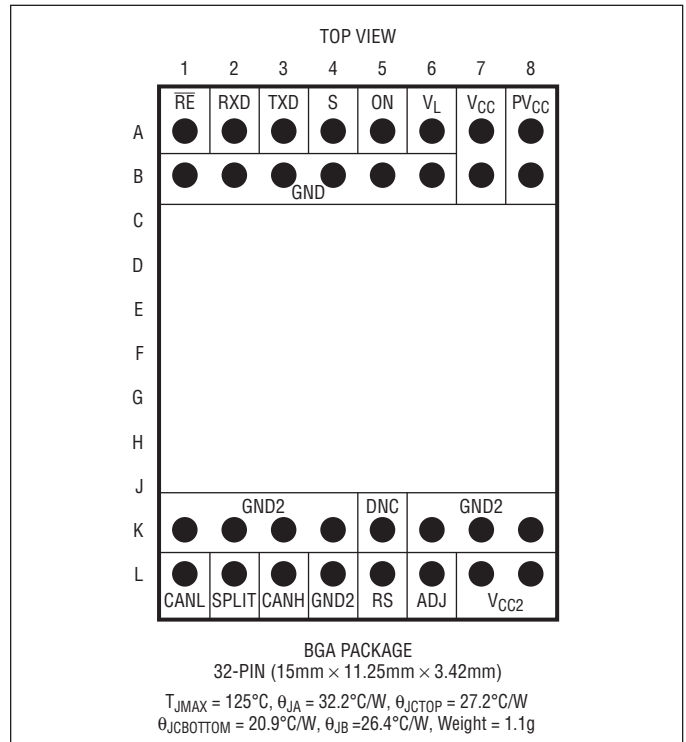 TOP VIEW
1 2 3 4 5 6 7 8
R̅E̅ RXD TXD S ON VL VCC PVCC
A
B
GND
C
D
E
F
G
H
J
GND2 DNC GND2
K
L
CANL SPLIT CANH GND2 RS ADJ VCC2
BGA PACKAGE
32-PIN (15mm × 11.25mm × 3.42mm)
TJMAX = 125°C, θJA = 32.2°C/W, θJCTOP = 27.2°C/W
θJCBOTTOM = 20.9°C/W, θJB =26.4°C/W, Weight = 1.1g